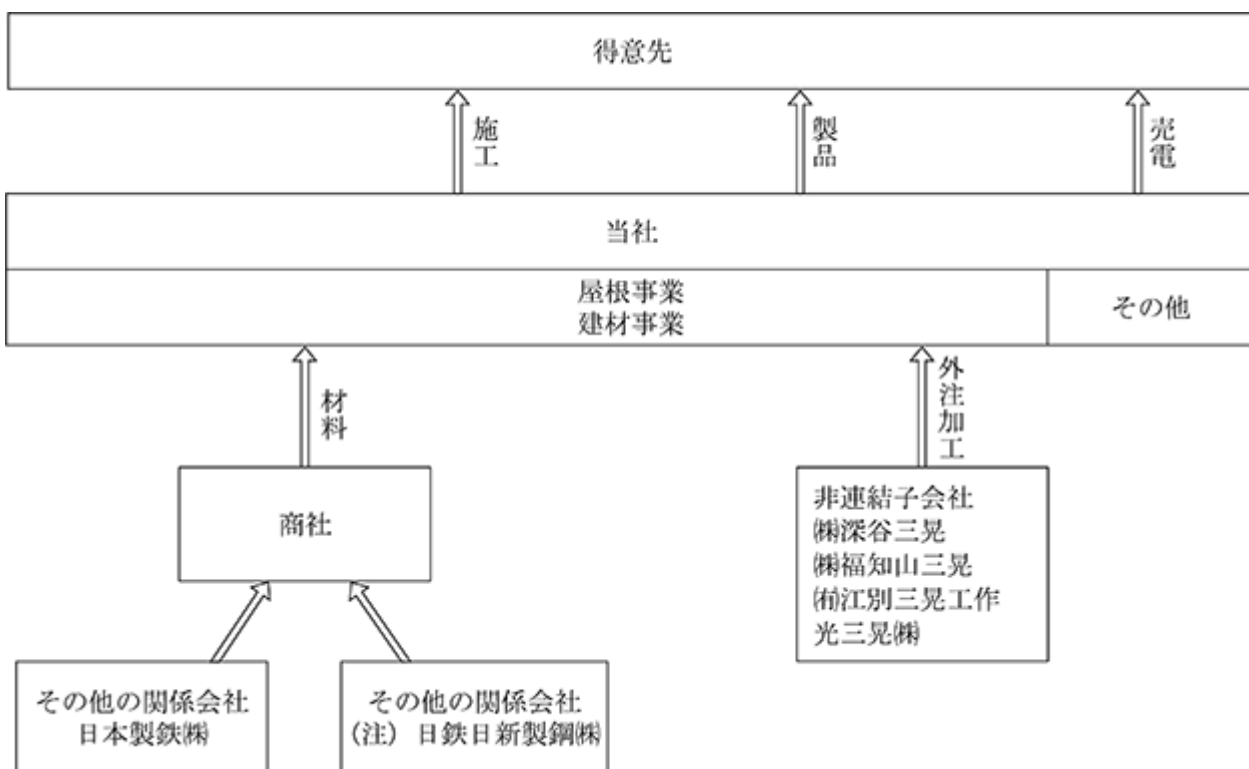 得意先
施工
製品
売電
当社
屋根事業
建材事業
その他
材料
外注加工
商社
非連結子会社
㈱深谷三晃
㈱福知山三晃
㈲江別三晃工作
光三晃㈱
その他の関係会社
日本製鉄㈱
その他の関係会社
(注) 日鉄日新製鋼㈱